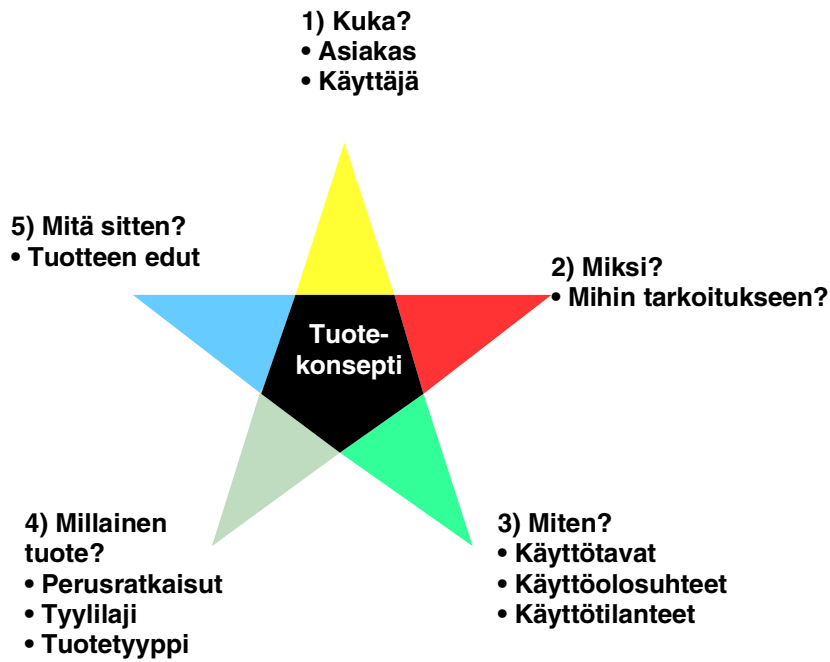 1) Kuka?
• Asiakas
• Käyttäjä
5) Mitä sitten?
• Tuotteen edut
2) Miksi?
• Mihin tarkoitukseen?
Tuote-
konsepti
4) Millainen
tuote?
• Perusratkaisut
• Tyylilaji
• Tuotetyyppi
3) Miten?
• Käyttötavat
• Käyttöolosuhteet
• Käyttötilanteet